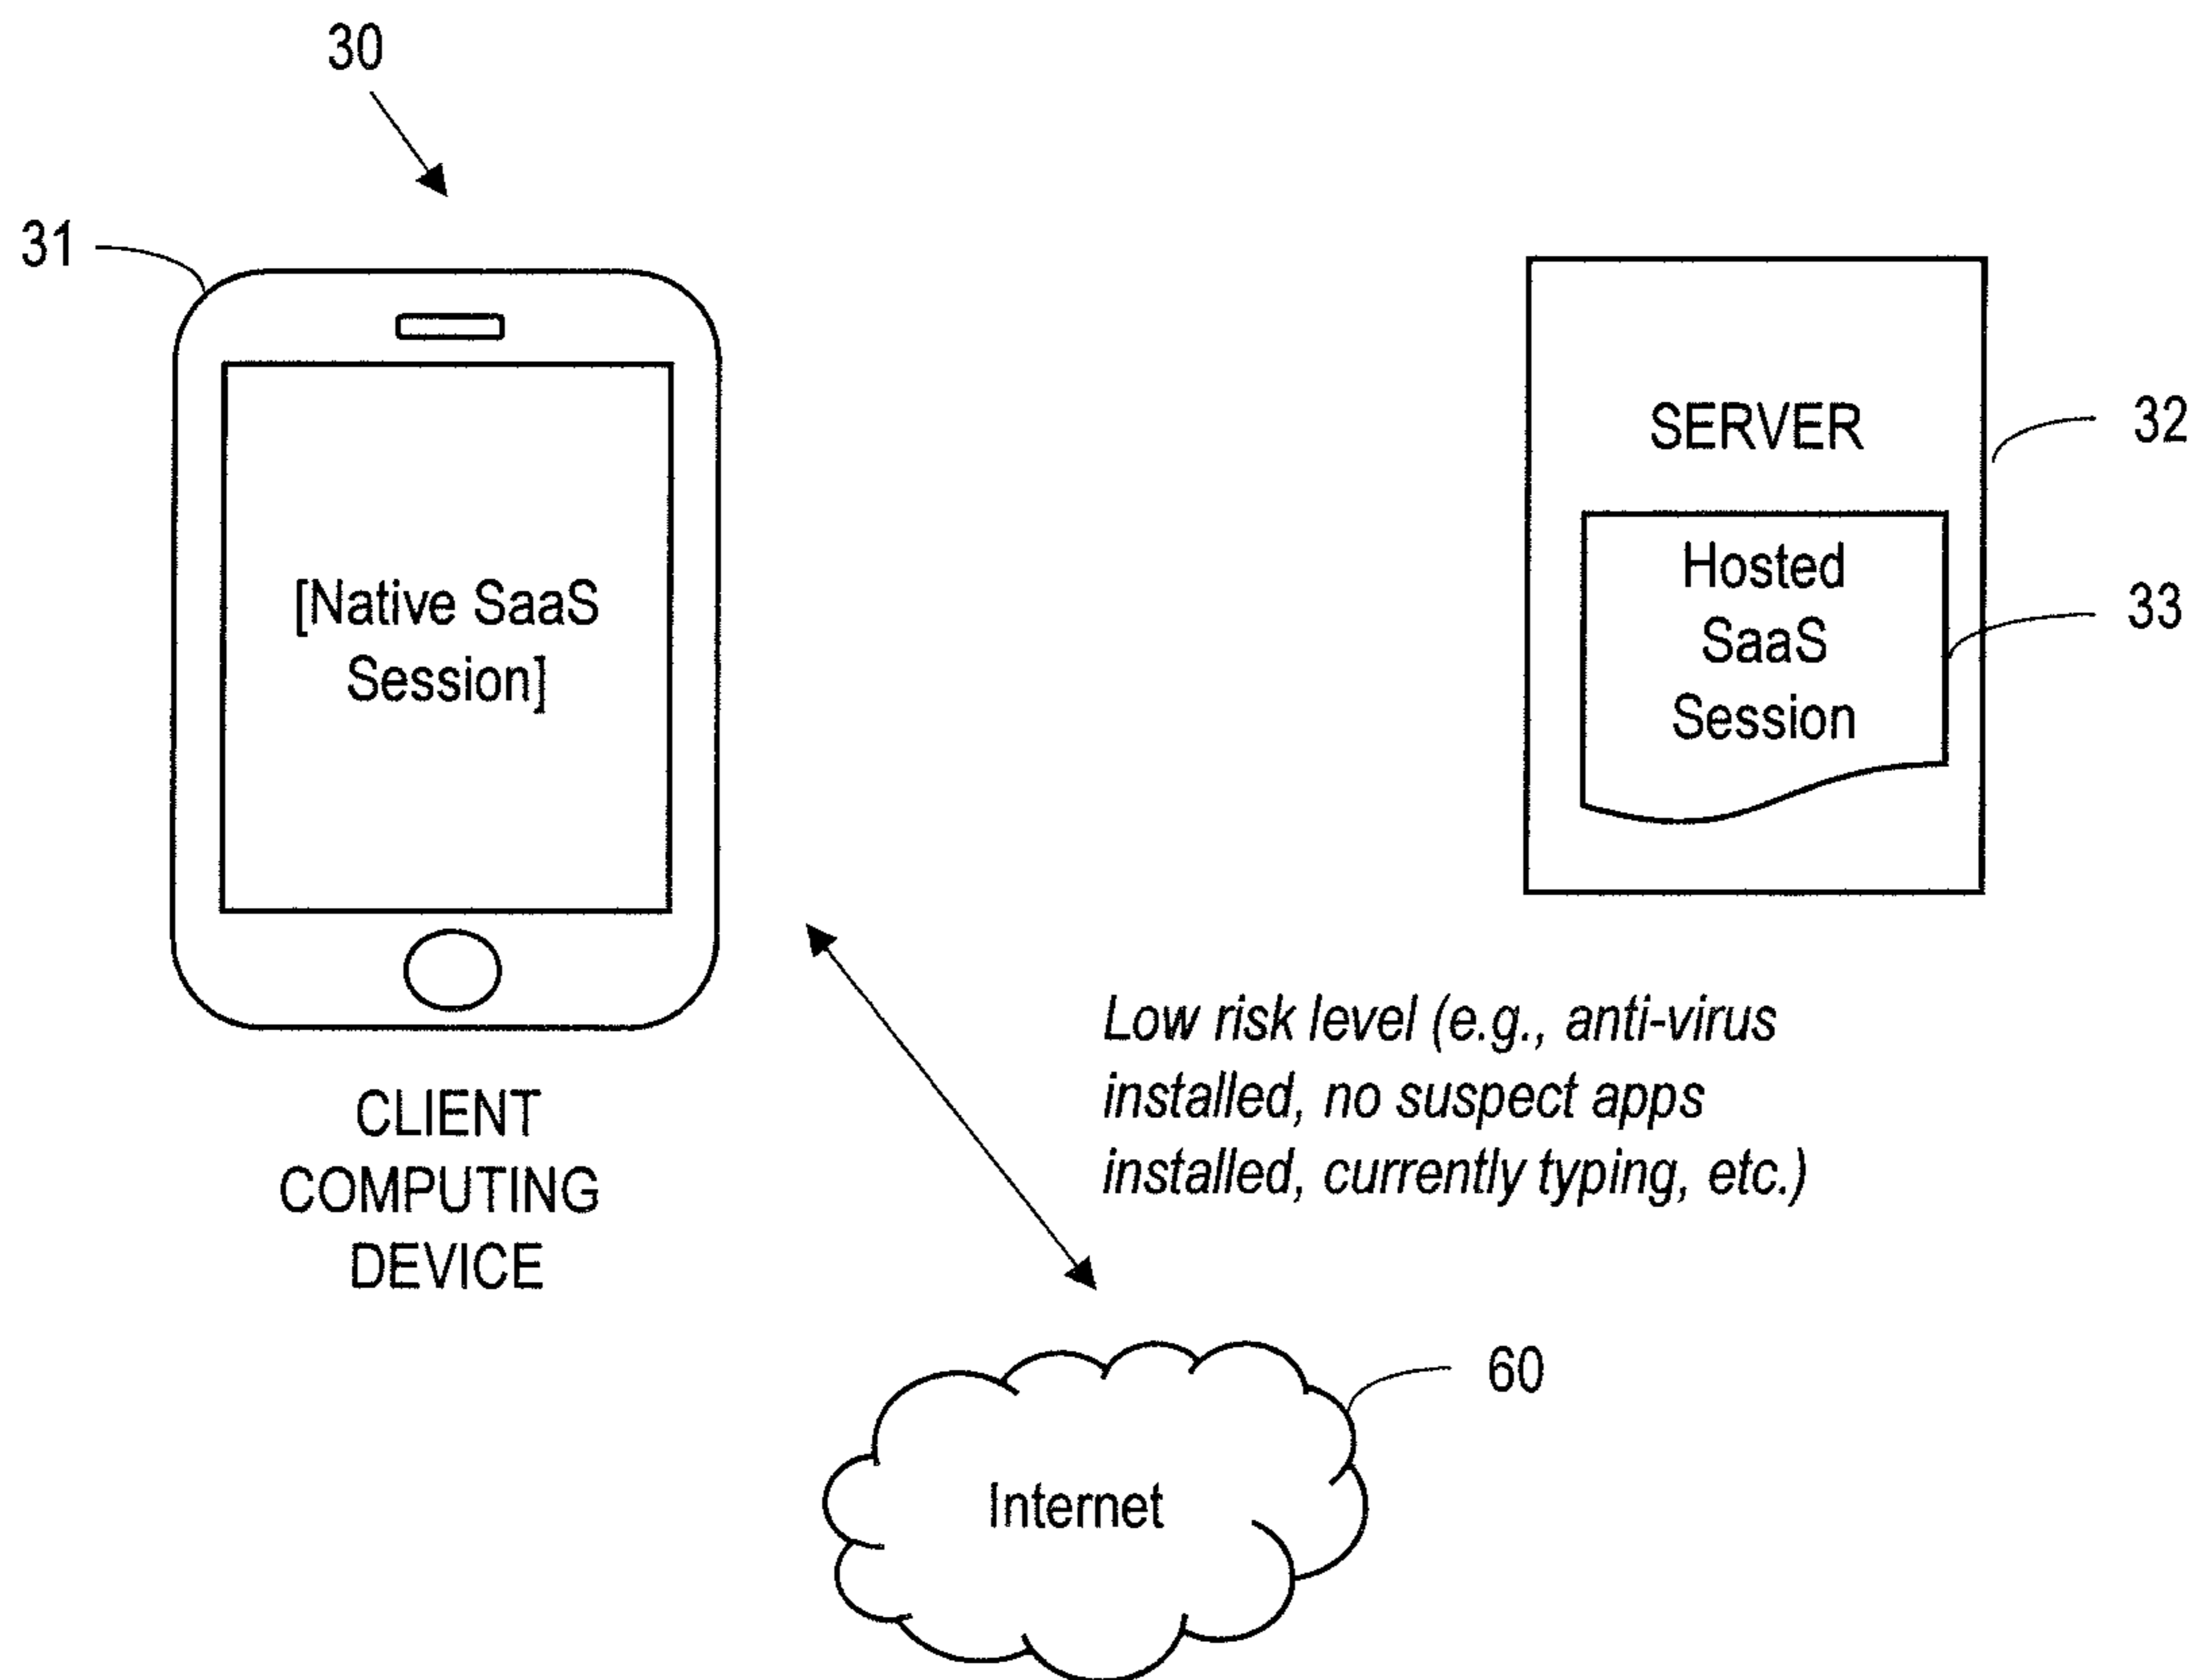 30
31
[Native SaaS
Session]
CLIENT
COMPUTING
DEVICE
SERVER
32
Hosted
SaaS
Session
33
Low risk level (e.g., anti-virus
installed, no suspect apps
installed, currently typing, etc.)
60
Internet